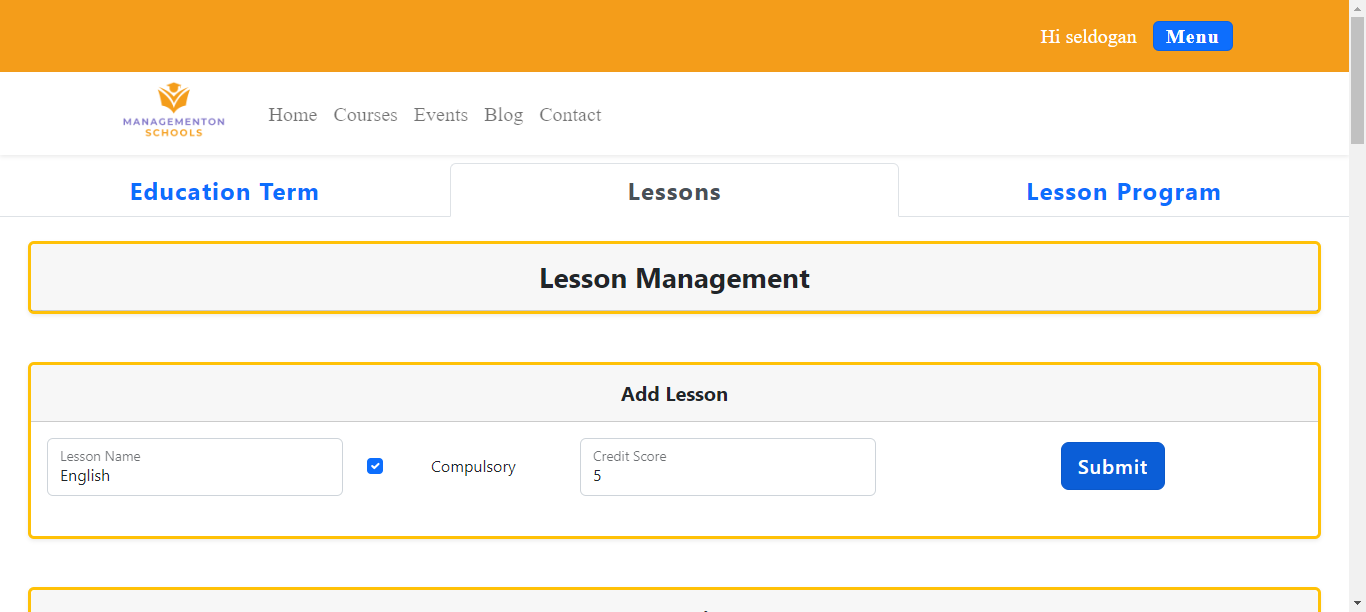 Hi seldogan Menu
MANAGEMENTON
SCHOOLS
Home Courses Events Blog Contact
Education Term Lessons Lesson Program
Lesson Management
Add Lesson
Lesson Name
English
Compulsory
Credit Score
5
Submit